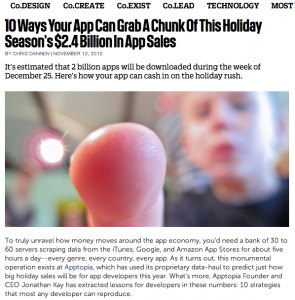 Co.DESIGN Co.CREATE Co.EXIST Co.LEAD TECHNOLOGY MOST
10 Ways Your App Can Grab A Chunk Of This Holiday
Season's $2.4 Billion In App Sales
BY CHRIS DANNEN | NOVEMBER 12, 2012
It's estimated that 2 billion apps will be downloaded during the week of
December 25. Here's how your app can cash in on the holiday rush.
To truly unravel how money moves around the app economy, you'd need a bank of 30 to
60 servers scraping data from the iTunes, Google, and Amazon App Stores for about five
hours a day--every genre, every country, every app. As it turns out, this monumental
operation exists at Apptopia, which has used its proprietary data-haul to predict just how
big holiday sales will be for app developers this year. What's more, Apptopia Founder and
CEO Jonathan Kay has extracted lessons for developers in these numbers: 10 strategies
that most any developer can reproduce.